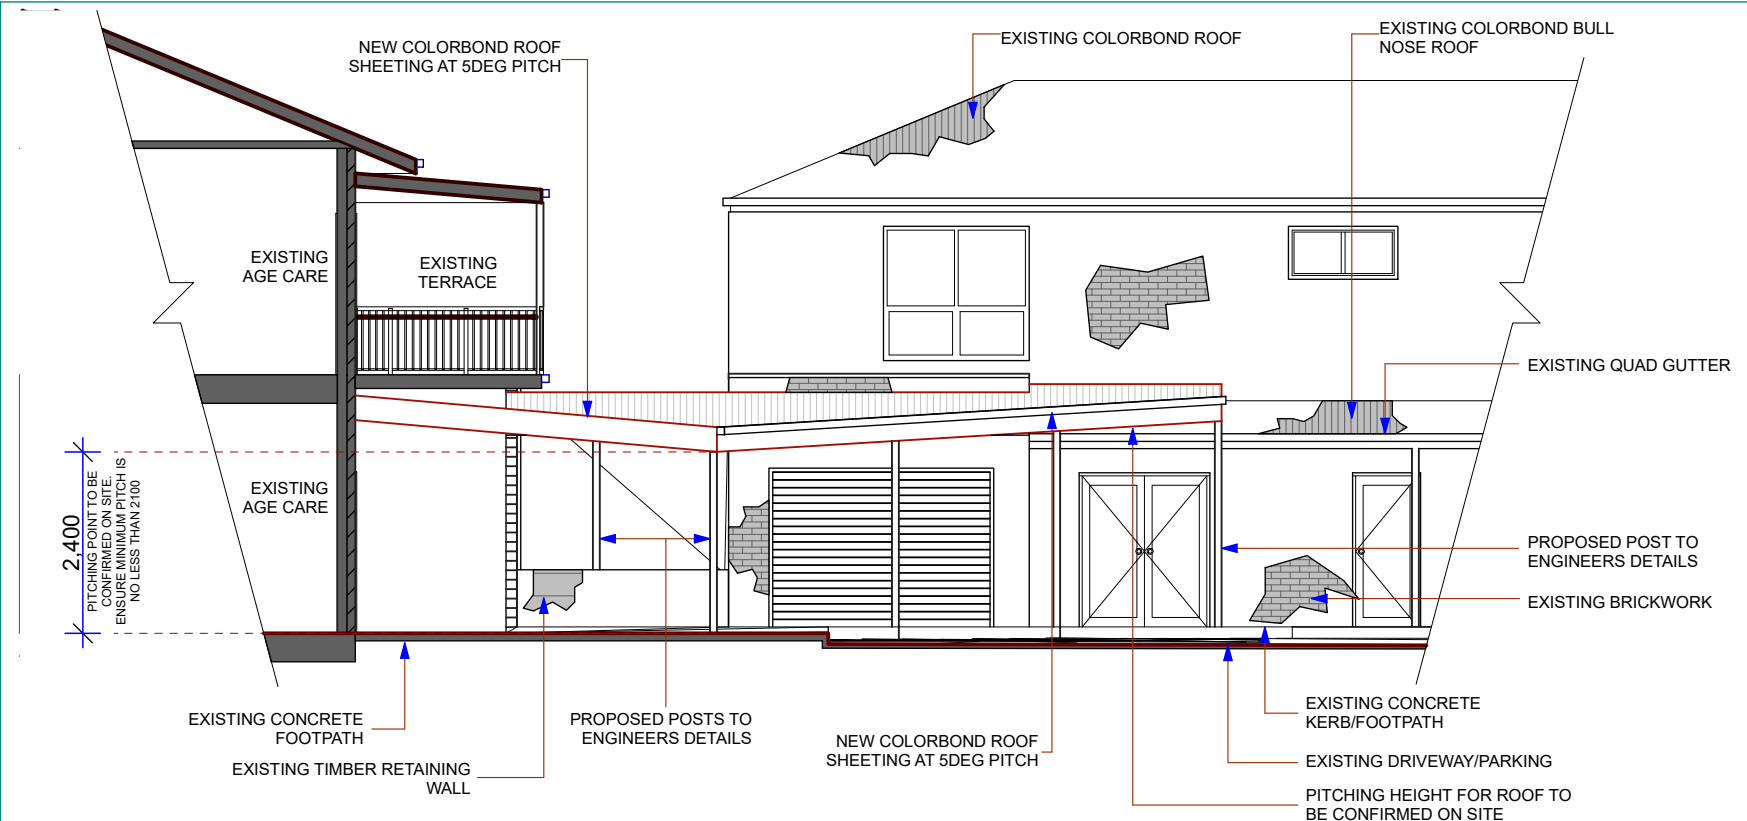 NEW COLORBOND ROOF
SHEETING AT 5DEG PITCH
EXISTING COLORBOND ROOF
EXISTING COLORBOND BULL
NOSE ROOF
EXISTING
AGE CARE
EXISTING
TERRACE
EXISTING QUAD GUTTER
EXISTING
AGE CARE
2,400
PITCHING POINT TO BE
CONFIRMED ON SITE.
ENSURE MINIMUM PITCH IS
NO LESS THAN 2100
PROPOSED POST TO
ENGINEERS DETAILS
EXISTING BRICKWORK
EXISTING CONCRETE
FOOTPATH
PROPOSED POSTS TO
ENGINEERS DETAILS
EXISTING TIMBER RETAINING
WALL
NEW COLORBOND ROOF
SHEETING AT 5DEG PITCH
EXISTING CONCRETE
KERB/FOOTPATH
EXISTING DRIVEWAY/PARKING
PITCHING HEIGHT FOR ROOF TO
BE CONFIRMED ON SITE